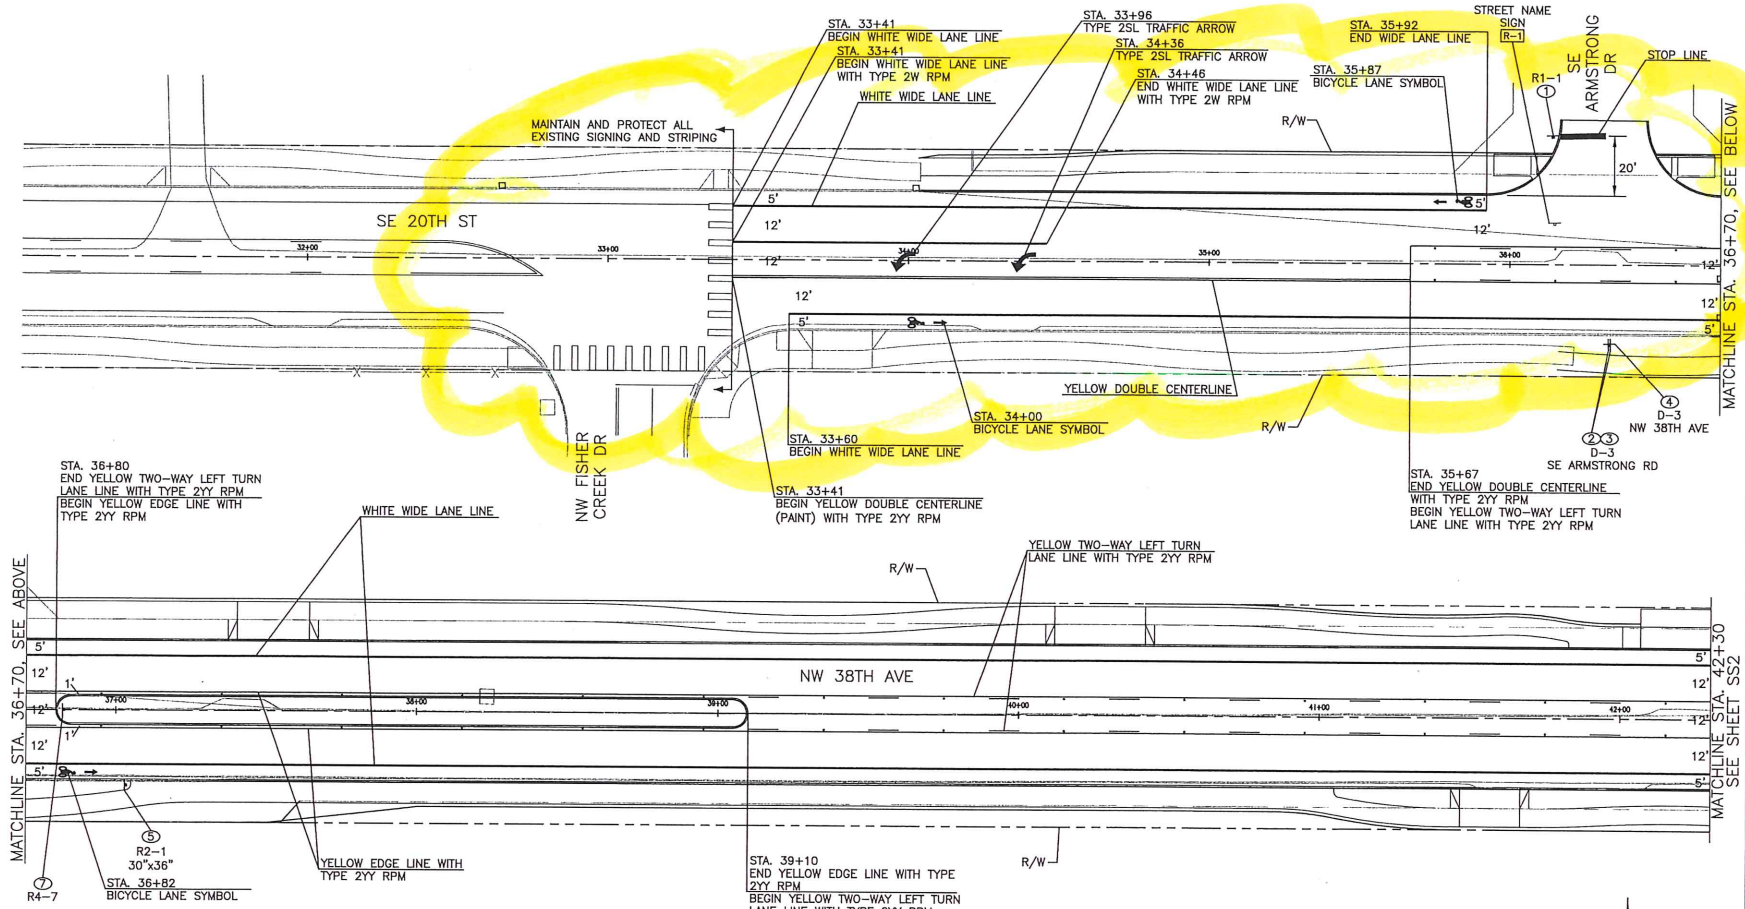 STA. 33+41
BEGIN WHITE WIDE LANE LINE
STA. 33+41
BEGIN WHITE WIDE LANE LINE
WITH TYPE 2W RPM
WHITE WIDE LANE LINE
MAINTAIN AND PROTECT ALL
EXISTING SIGNING AND STRIPING
STA. 33+96
TYPE 2SL TRAFFIC ARROW
STA. 34+36
TYPE 2SL TRAFFIC ARROW
STA. 34+46
END WHITE WIDE LANE LINE
WITH TYPE 2W RPM
STA. 35+92
END WIDE LANE LINE
STA. 35+87
BICYCLE LANE SYMBOL
STREET NAME
SIGN
R-1
R1-1
1
SE
ARMSTRONG
DR
STOP LINE
R/W
20'
MATCHLINE STA. 36+70, SEE BELOW
SE 20TH ST
32+00
33+00
34+00
35+00
36+00
5'
12'
12'
12'
5'
5'
12'
12'
12'
5'
YELLOW DOUBLE CENTERLINE
STA. 34+00
BICYCLE LANE SYMBOL
R/W
STA. 33+60
BEGIN WHITE WIDE LANE LINE
STA. 33+41
BEGIN YELLOW DOUBLE CENTERLINE
(PAINT) WITH TYPE 2YY RPM
NW FISHER
CREEK DR
4
D-3
NW 38TH AVE
2 3
D-3
SE ARMSTRONG RD
STA. 35+67
END YELLOW DOUBLE CENTERLINE
WITH TYPE 2YY RPM
BEGIN YELLOW TWO-WAY LEFT TURN
LANE LINE WITH TYPE 2YY RPM
STA. 36+80
END YELLOW TWO-WAY LEFT TURN
LANE LINE WITH TYPE 2YY RPM
BEGIN YELLOW EDGE LINE WITH
TYPE 2YY RPM
WHITE WIDE LANE LINE
YELLOW TWO-WAY LEFT TURN
LANE LINE WITH TYPE 2YY RPM
R/W
MATCHLINE STA. 36+70, SEE ABOVE
5'
12'
1'
12'
1'
12'
5'
NW 38TH AVE
37+00
38+00
39+00
40+00
41+00
42+00
5'
12'
12'
12'
5'
MATCHLINE STA. 42+30
SEE SHEET SS2
5
R2-1
30"x36"
7
R4-7
STA. 36+82
BICYCLE LANE SYMBOL
YELLOW EDGE LINE WITH
TYPE 2YY RPM
STA. 39+10
END YELLOW EDGE LINE WITH TYPE
2YY RPM
BEGIN YELLOW TWO-WAY LEFT TURN
LANE LINE WITH TYPE 2YY RPM
R/W